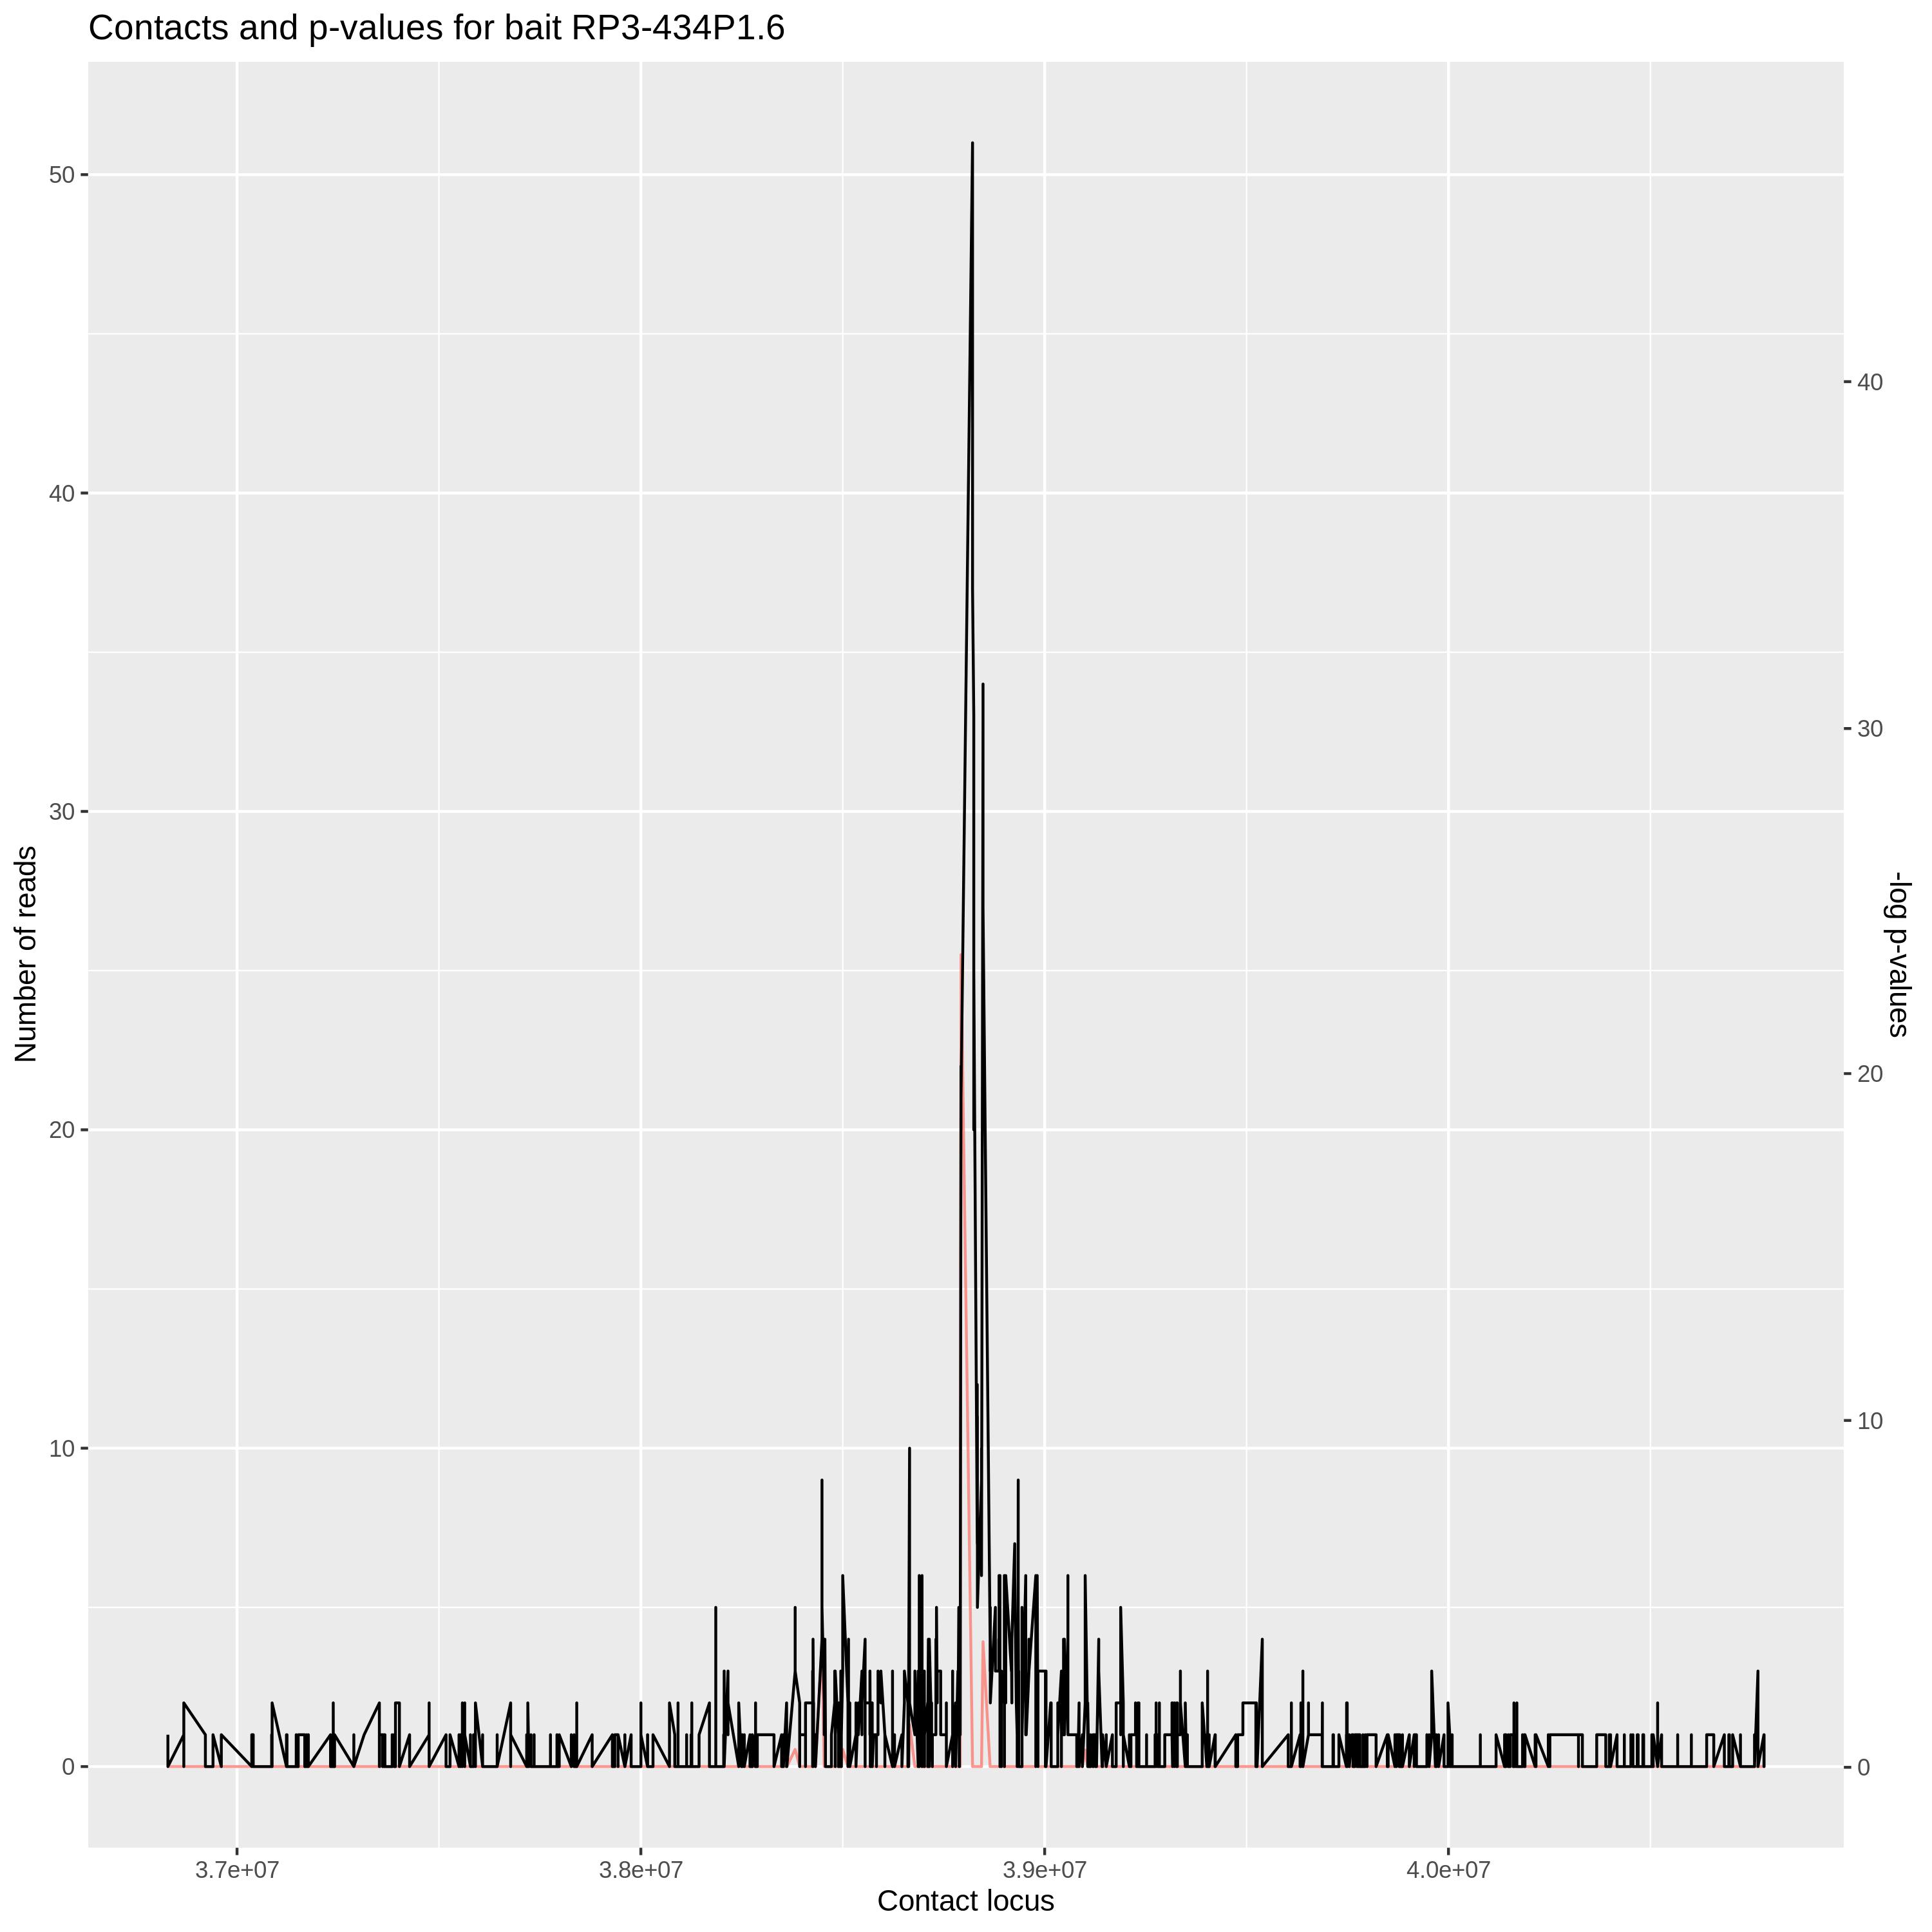 Contacts and p-values for bait RP3-434P1.6
50
40
30
20
10
0
Number of reads
40
30
20
10
0
-log p-values
3.7e+07 3.8e+07 3.9e+07 4.0e+07
Contact locus